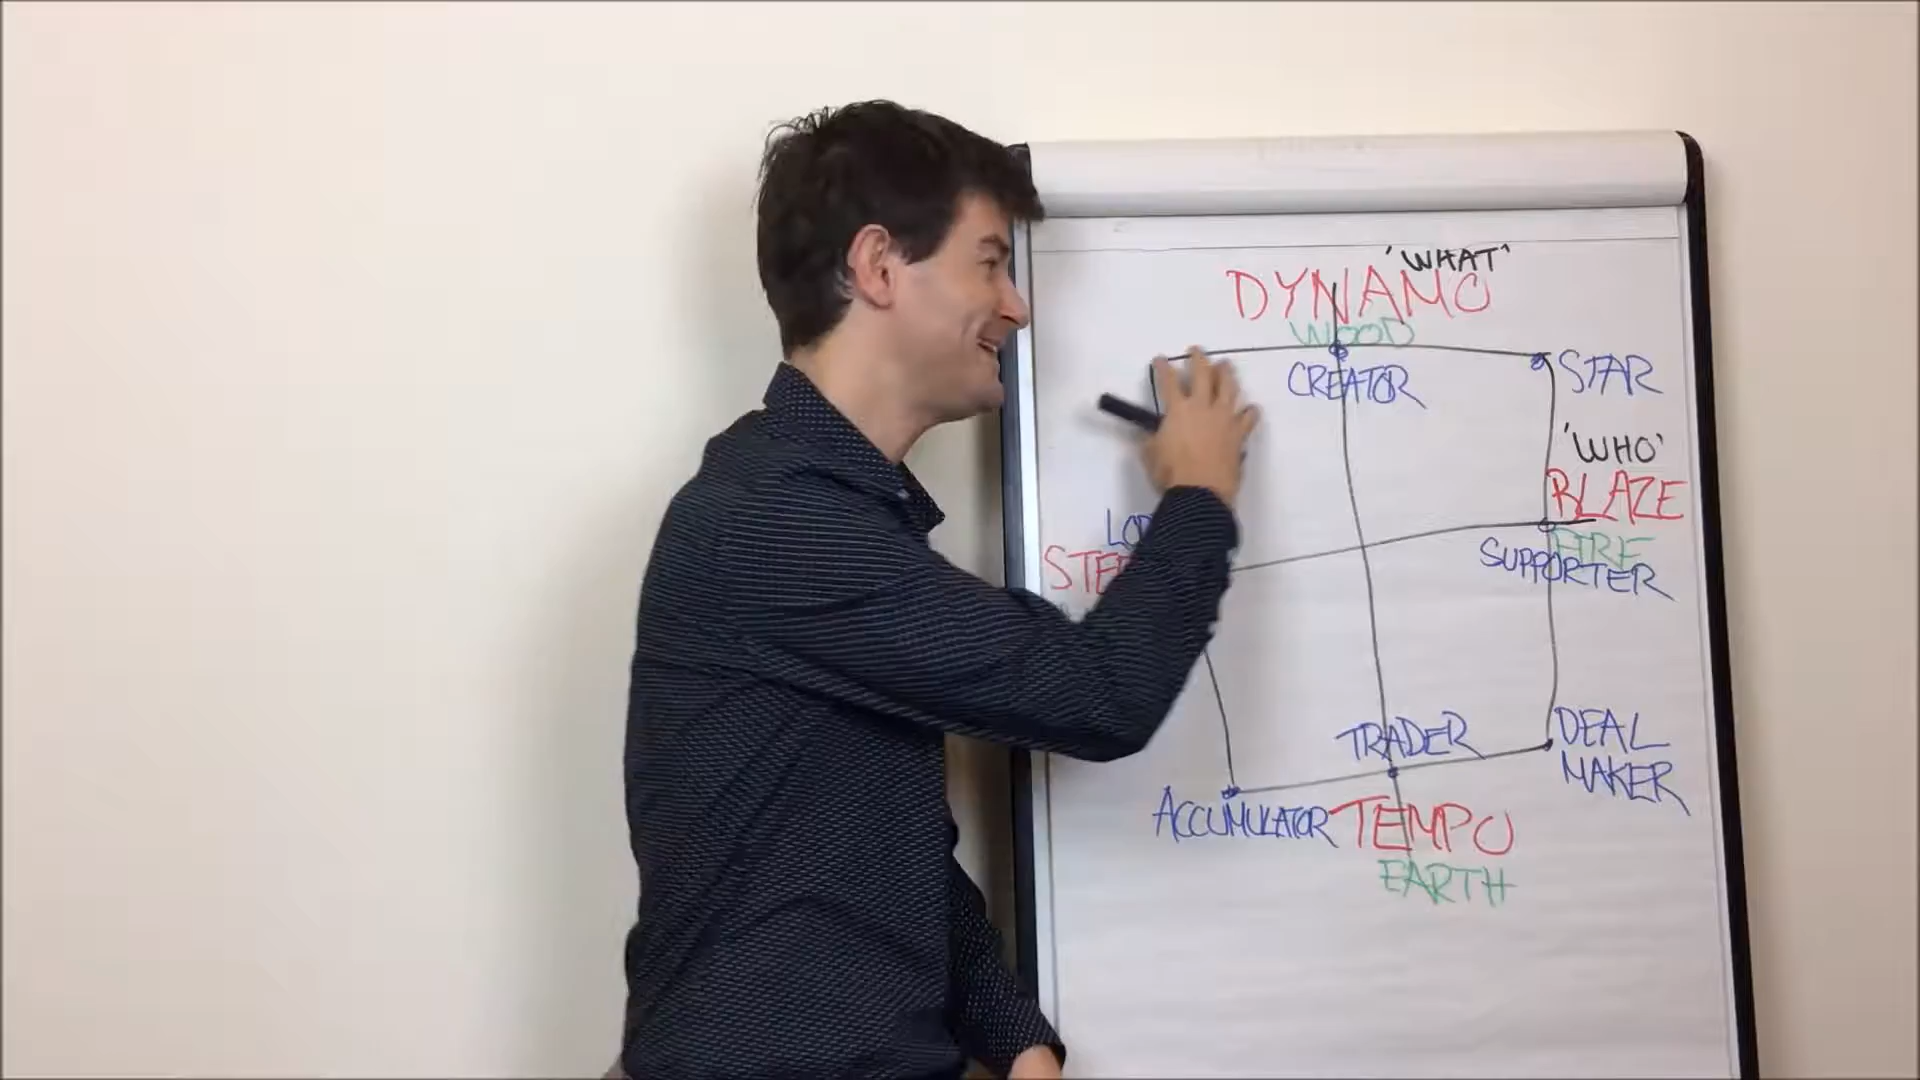 'WHAT'
DYNAMO
WOOD
CREATOR
STAR
'WHO'
BLAZE
FIRE
SUPPORTER
TRADER
DEAL
MAKER
ACCUMULATOR
TEMPO
EARTH